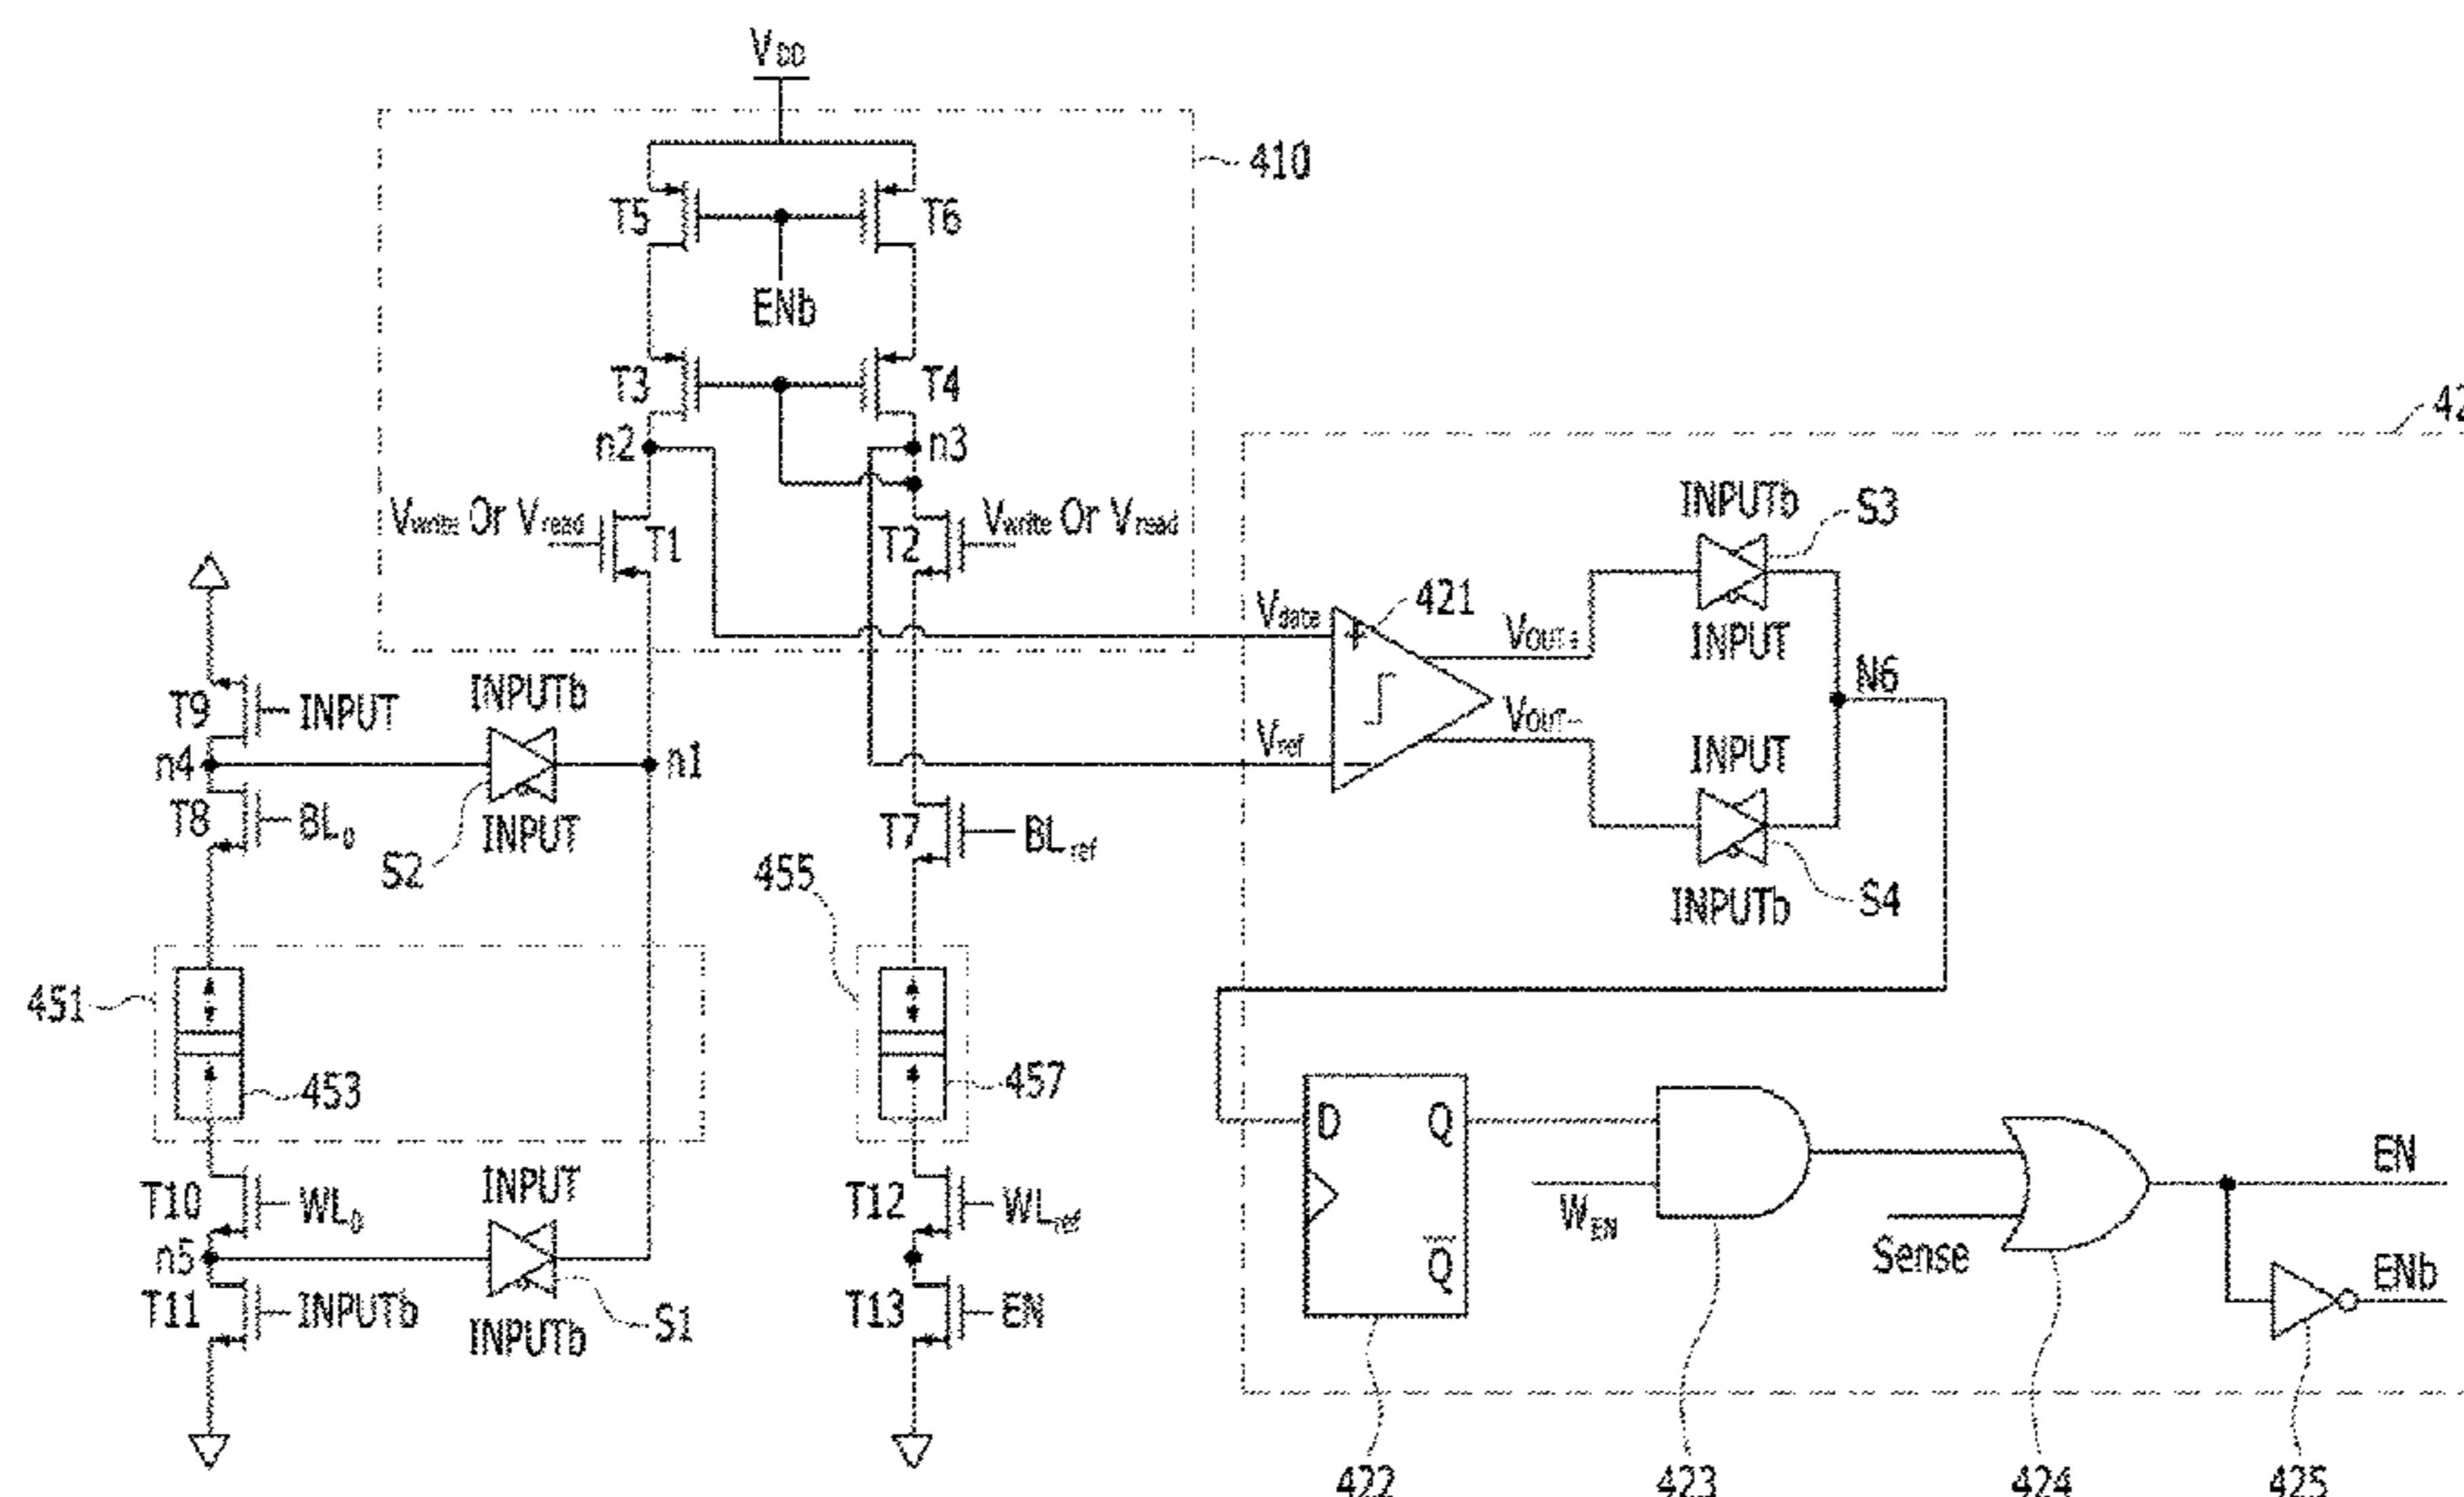 VDD
410
T5
T6
ENb
T3
T4
42
n2
n3
INPUTb
S3
Vwrite Or Vread
T1
T2
Vwrite Or Vread
Vdata
+
421
VOUT+
INPUT
INPUTb
N6
T9
INPUT
n4
n1
Vref
−
VOUT−
INPUT
T8
BL0
INPUT
T7
BLref
S2
455
INPUTb
S4
451
453
457
D
Q
T10
WL0
INPUT
T12
WLref
WEN
EN
n5
Sense
Q̅
ENb
T11
INPUTb
INPUTb
S1
T13
EN
422
423
424
425